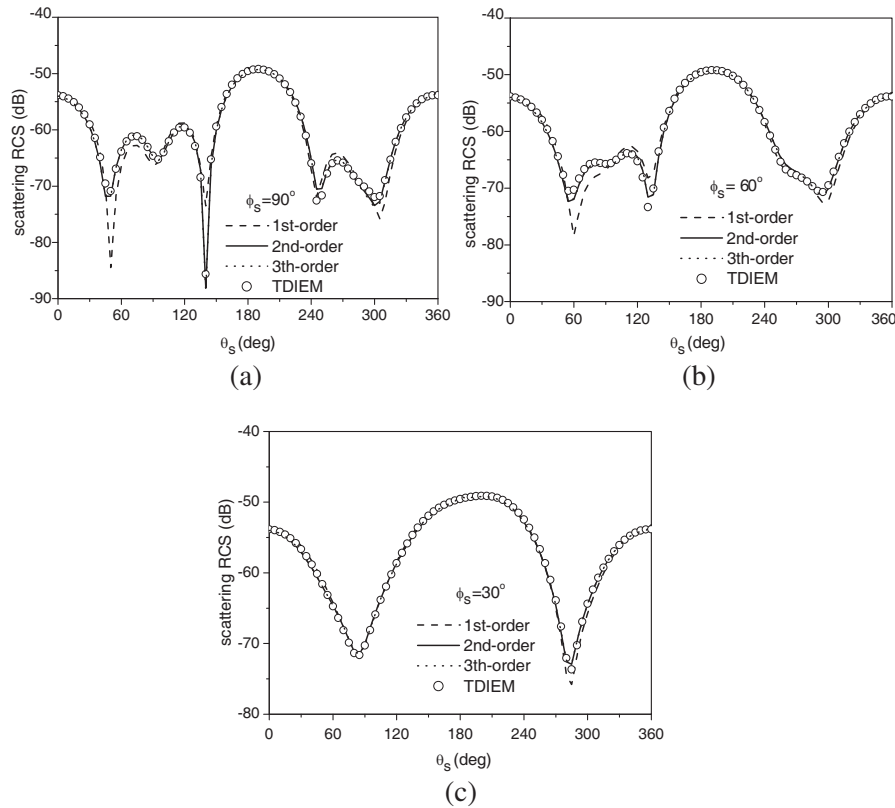 -40
-50
-60
-70
-80
-90
scattering RCS (dB)
ϕs=90°
1st-order
2nd-order
3th-order
TDIEM
0 60 120 180 240 300 360
θs (deg)
(a)
-40
-50
-60
-70
-80
-90
scattering RCS (dB)
ϕs= 60°
1st-order
2nd-order
3th-order
TDIEM
0 60 120 180 240 300 360
θs (deg)
(b)
-40
-50
-60
-70
-80
scattering RCS (dB)
ϕs=30°
1st-order
2nd-order
3th-order
TDIEM
0 60 120 180 240 300 360
θs (deg)
(c)